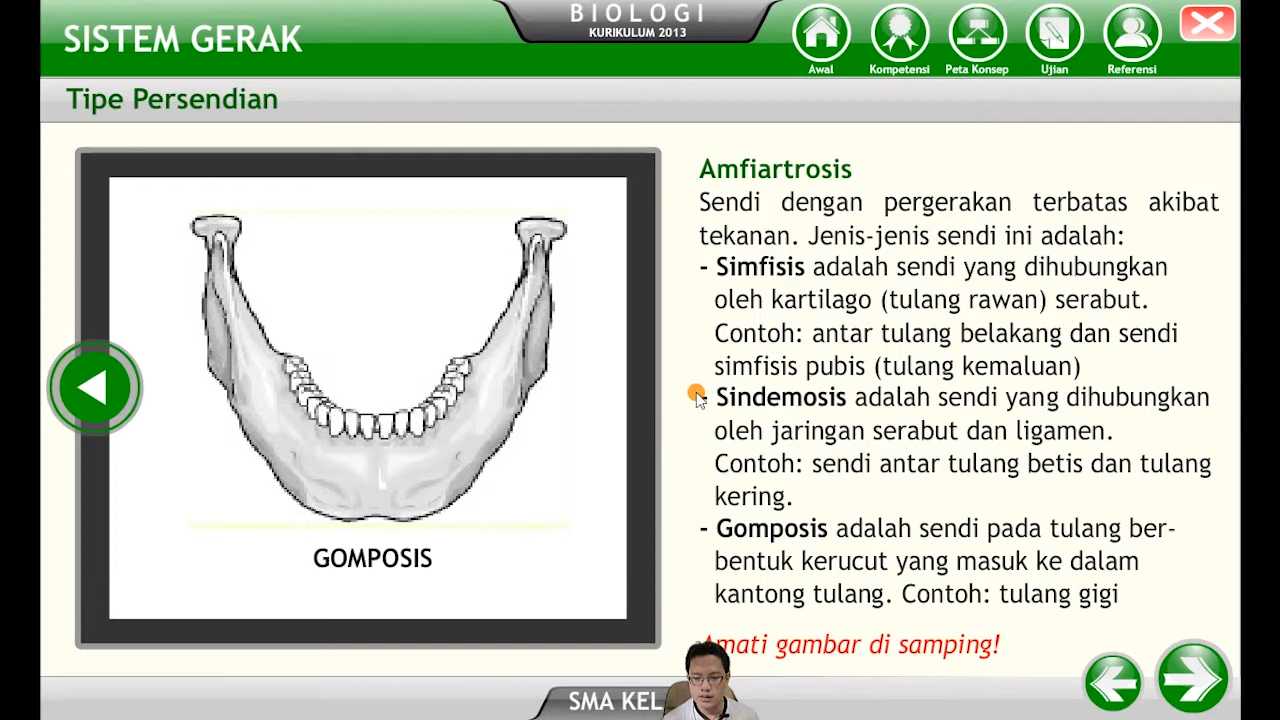 BIOLOGI
KURIKULUM 2013
SISTEM GERAK
Awal
Kompetensi
Peta Konsep
Ujian
Referensi
Tipe Persendian
Amfiartrosis
Sendi dengan pergerakan terbatas akibat
tekanan. Jenis-jenis sendi ini adalah:
- Simfisis adalah sendi yang dihubungkan
oleh kartilago (tulang rawan) serabut.
Contoh: antar tulang belakang dan sendi
simfisis pubis (tulang kemaluan)
- Sindemosis adalah sendi yang dihubungkan
oleh jaringan serabut dan ligamen.
Contoh: sendi antar tulang betis dan tulang
kering.
- Gomposis adalah sendi pada tulang ber-
bentuk kerucut yang masuk ke dalam
kantong tulang. Contoh: tulang gigi
Amati gambar di samping!
GOMPOSIS
SMA KEL